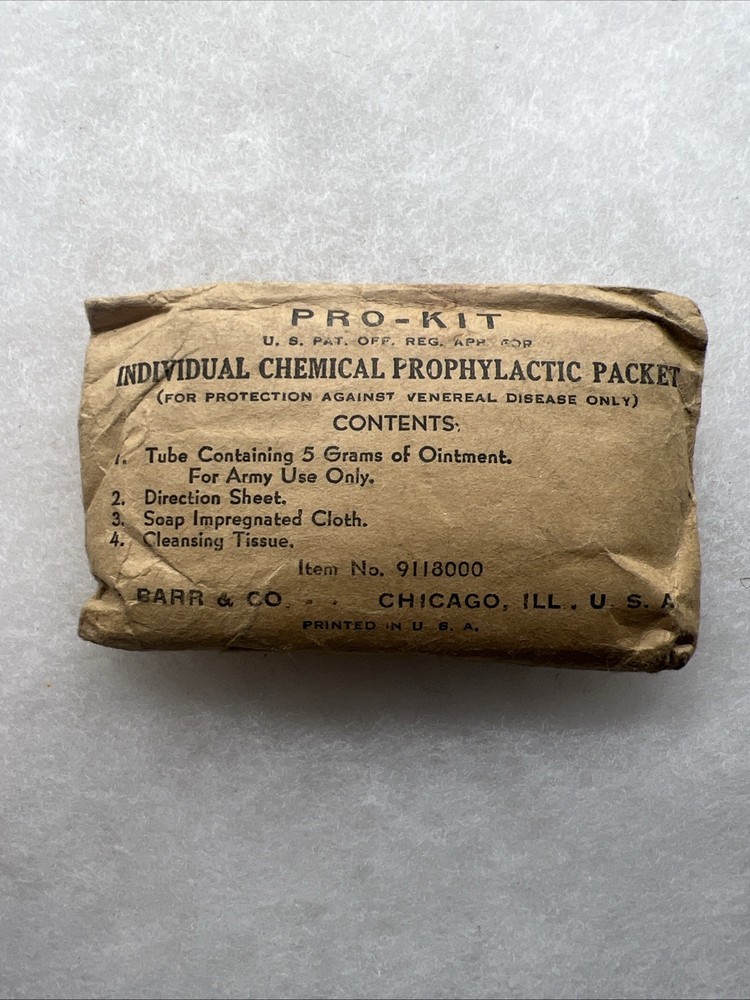 PRO-KIT
U. S. PAT. OFF. REG. APP. FOR
INDIVIDUAL CHEMICAL PROPHYLACTIC PACKET
(FOR PROTECTION AGAINST VENEREAL DISEASE ONLY)
CONTENTS:
1. Tube Containing 5 Grams of Ointment.
For Army Use Only.
2. Direction Sheet.
3. Soap Impregnated Cloth.
4. Cleansing Tissue.
Item No. 9118000
BARR & CO. - - CHICAGO, ILL., U. S. A
PRINTED IN U. S. A.